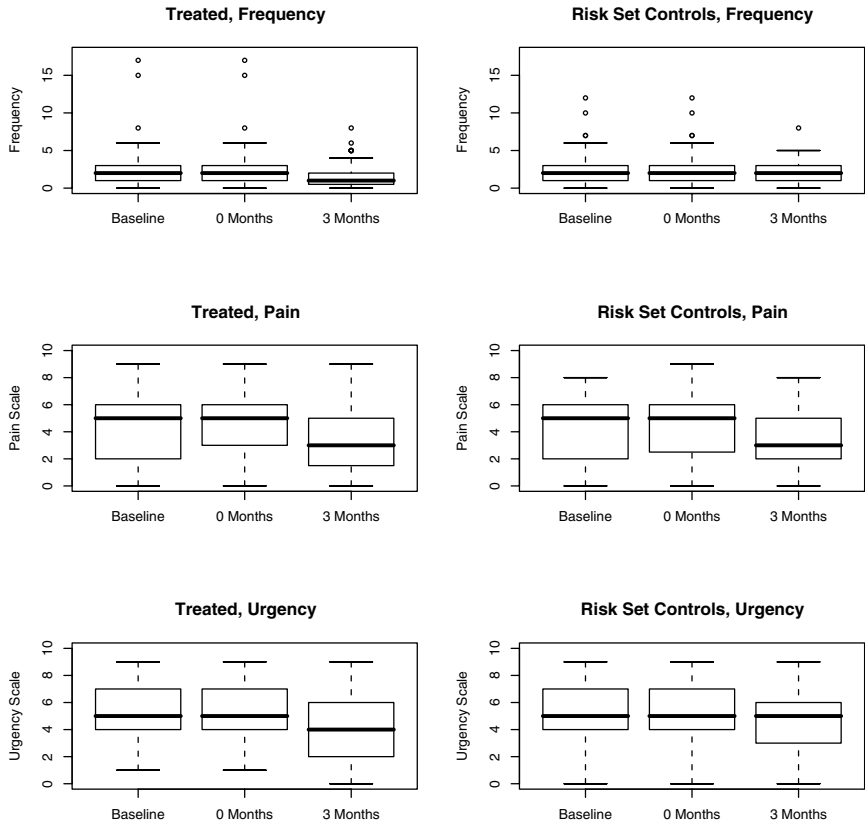 Treated, Frequency
Frequency
15
10
5
0
Baseline
0 Months
3 Months
Risk Set Controls, Frequency
Frequency
15
10
5
0
Baseline
0 Months
3 Months
Treated, Pain
Pain Scale
10
8
6
4
2
0
Baseline
0 Months
3 Months
Risk Set Controls, Pain
Pain Scale
10
8
6
4
2
0
Baseline
0 Months
3 Months
Treated, Urgency
Urgency Scale
10
8
6
4
2
0
Baseline
0 Months
3 Months
Risk Set Controls, Urgency
Urgency Scale
10
8
6
4
2
0
Baseline
0 Months
3 Months